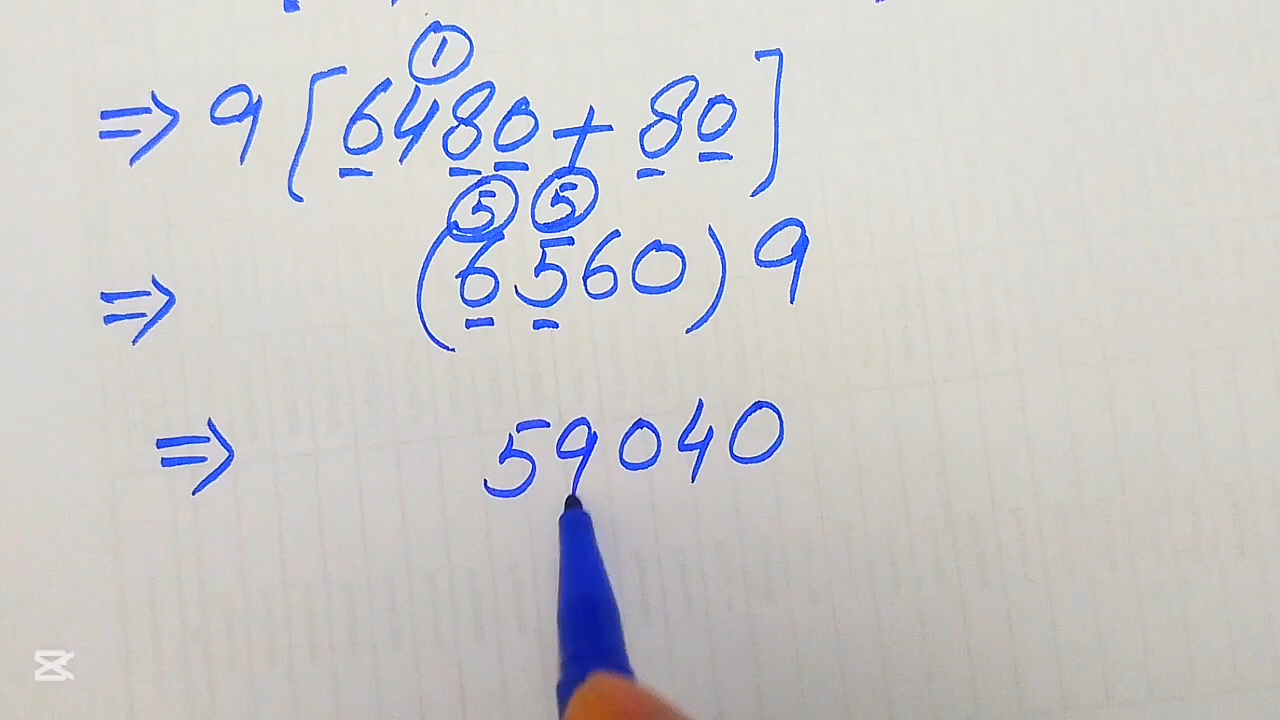 ①
⇒ 9 [ 6480 + 80 ]
⑤ ⑤
⇒ (6560) 9
⇒ 59040